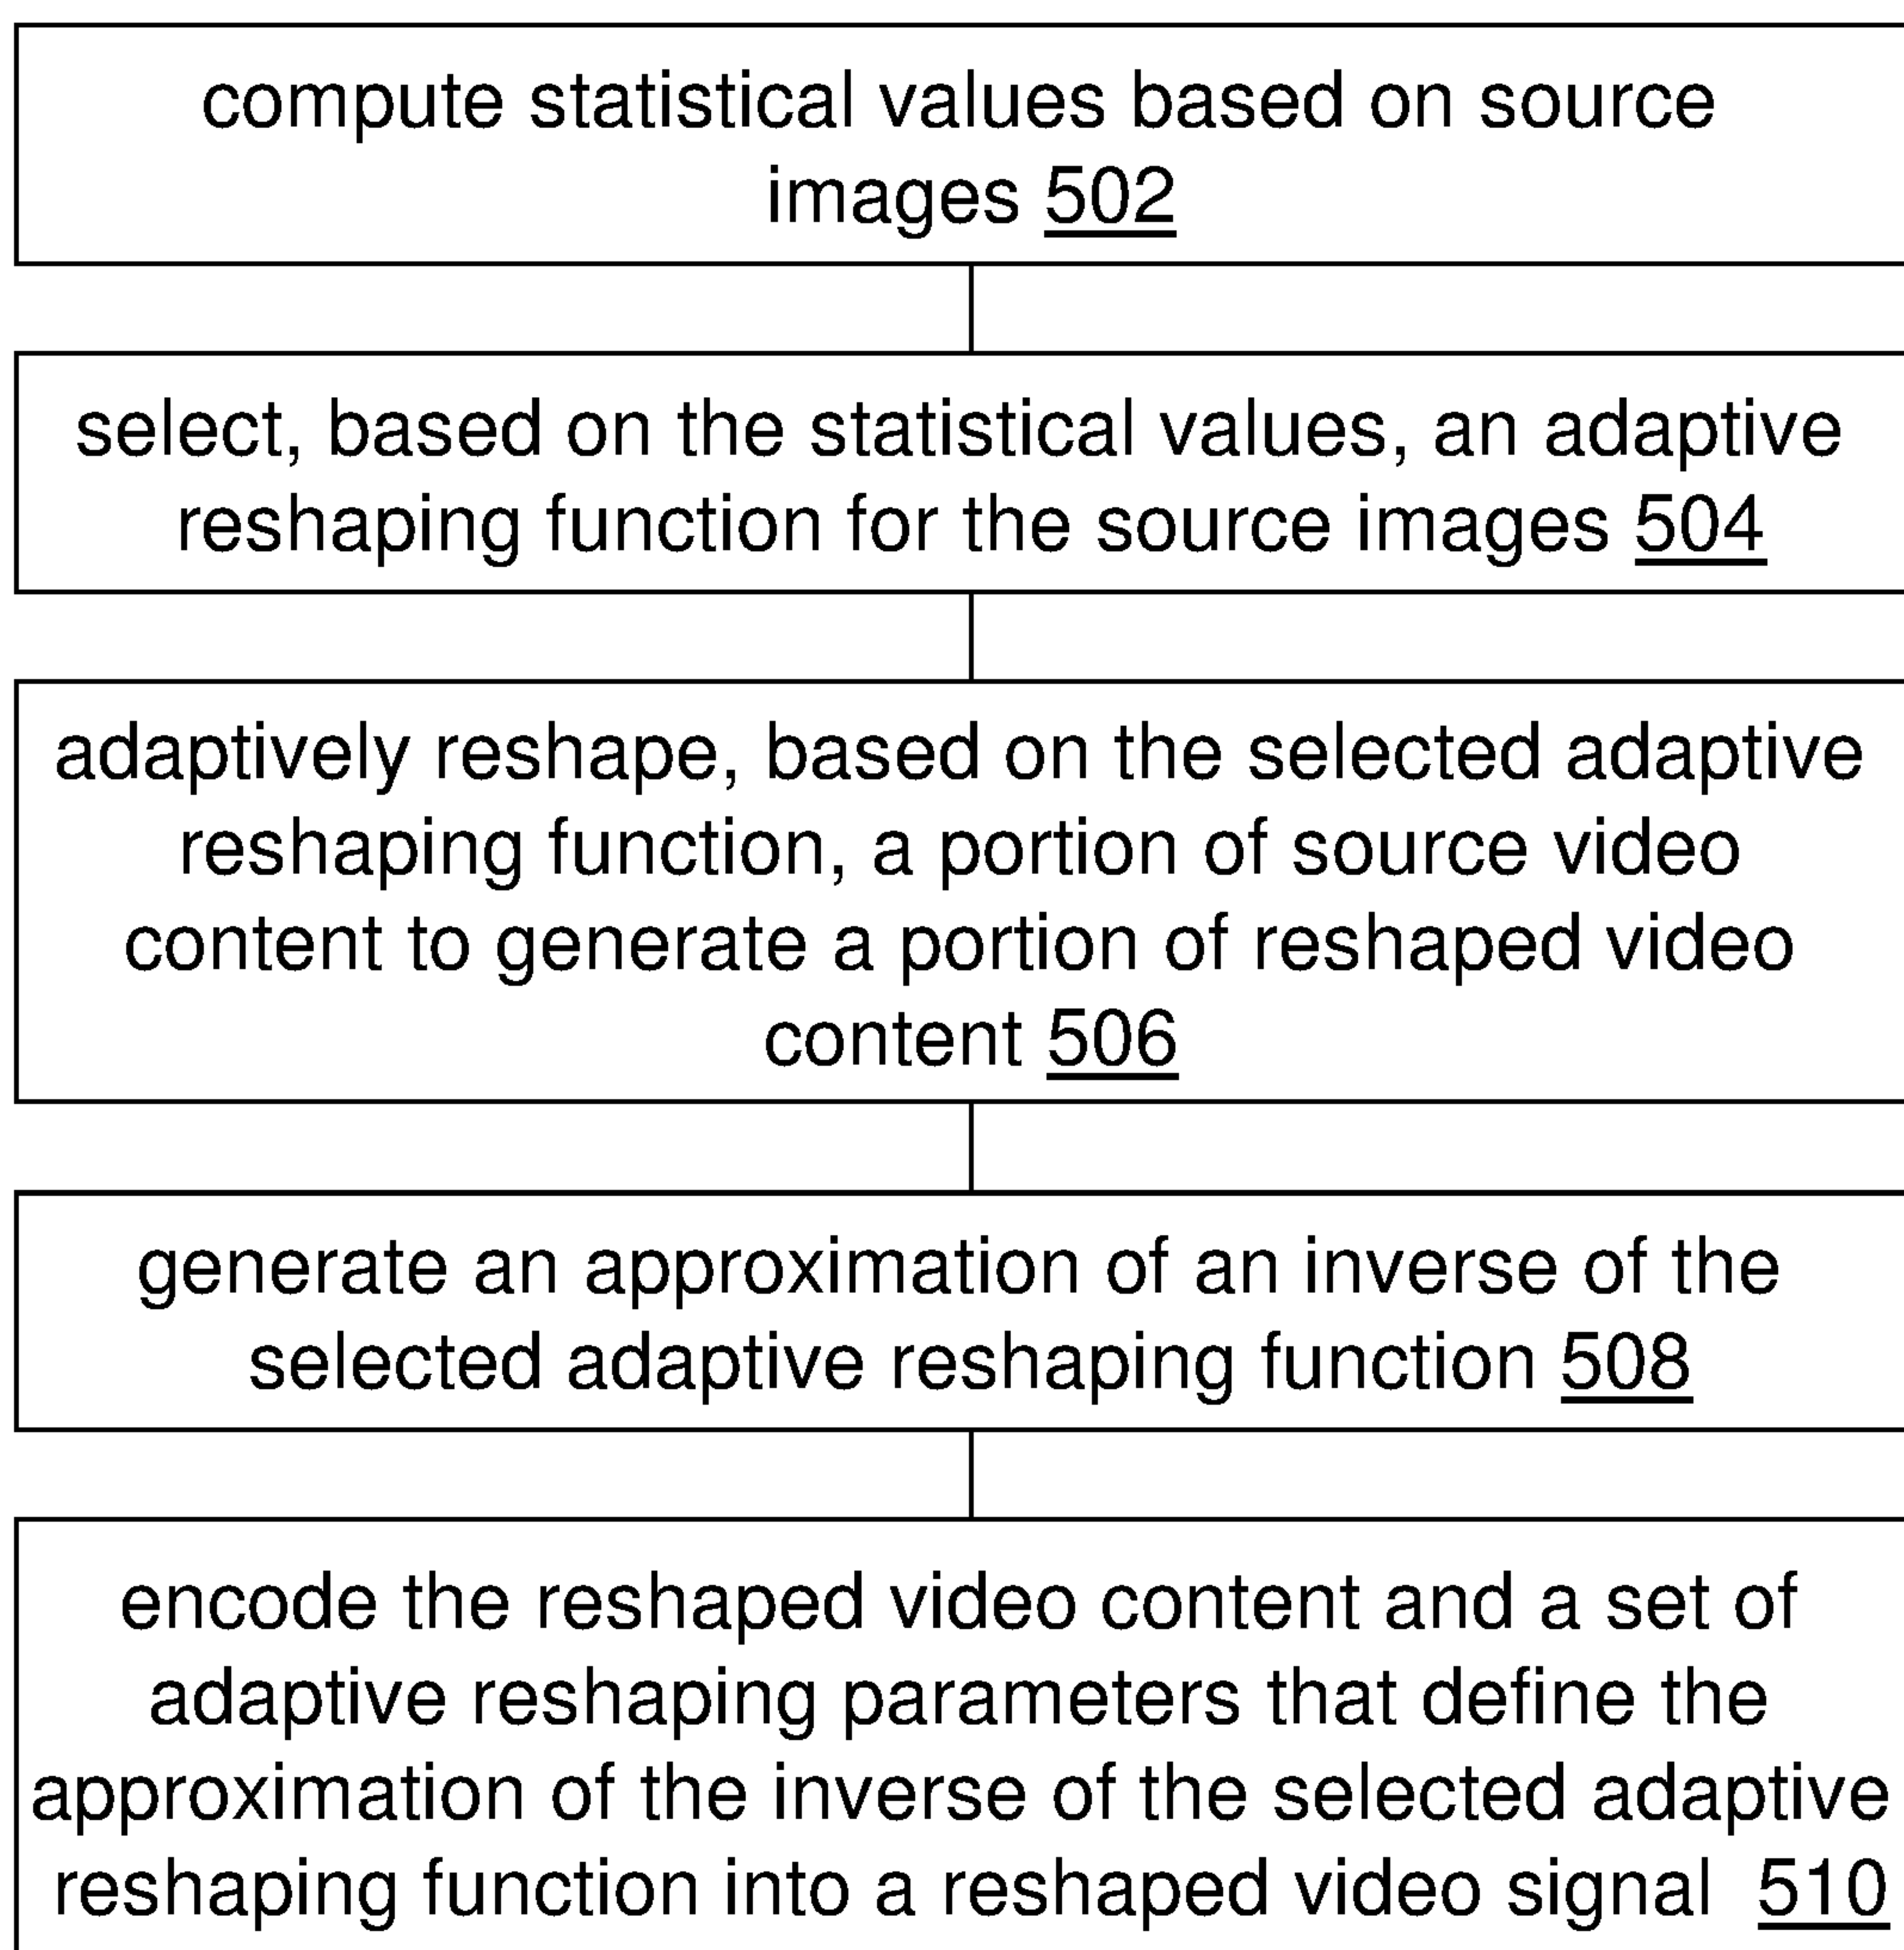 compute statistical values based on source
images 502
select, based on the statistical values, an adaptive
reshaping function for the source images 504
adaptively reshape, based on the selected adaptive
reshaping function, a portion of source video
content to generate a portion of reshaped video
content 506
generate an approximation of an inverse of the
selected adaptive reshaping function 508
encode the reshaped video content and a set of
adaptive reshaping parameters that define the
approximation of the inverse of the selected adaptive
reshaping function into a reshaped video signal 510